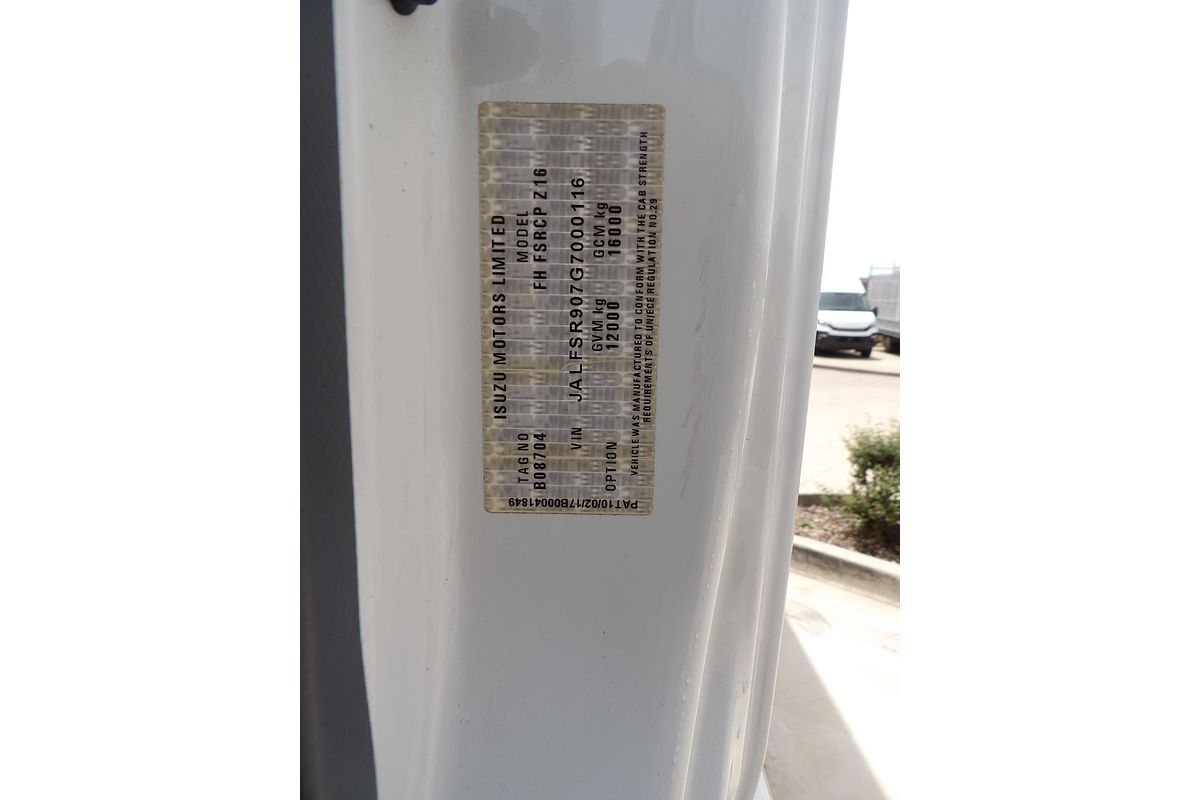 ISUZU MOTORS LIMITED
TAG NO MODEL
B08704 FH FSRCP Z16
VIN JALFSR907G7000116
GVM kg GCM kg
OPTION 12000 16000
VEHICLE WAS MANUFACTURED TO CONFORM WITH THE CAB STRENGTH
REQUIREMENTS OF UN/ECE REGULATION NO.29
PAT10/02/17B00041849